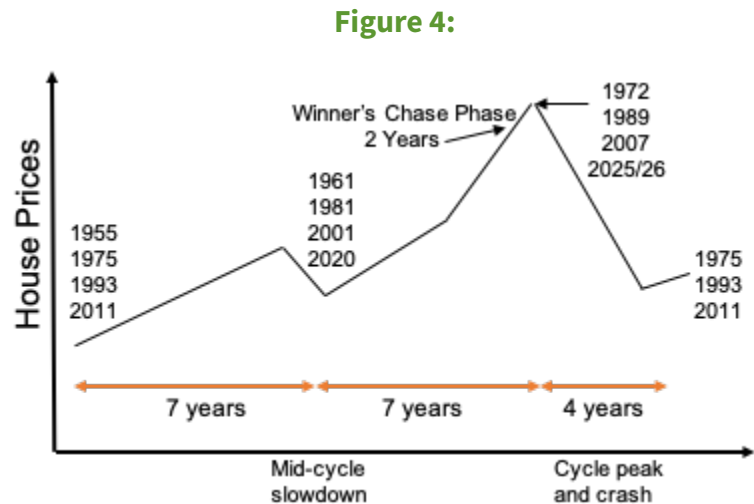 Figure 4:
House Prices
1955
1975
1993
2011
1961
1981
2001
2020
Winner's Chase Phase
2 Years
1972
1989
2007
2025/26
1975
1993
2011
7 years
7 years
4 years
Mid-cycle
slowdown
Cycle peak
and crash